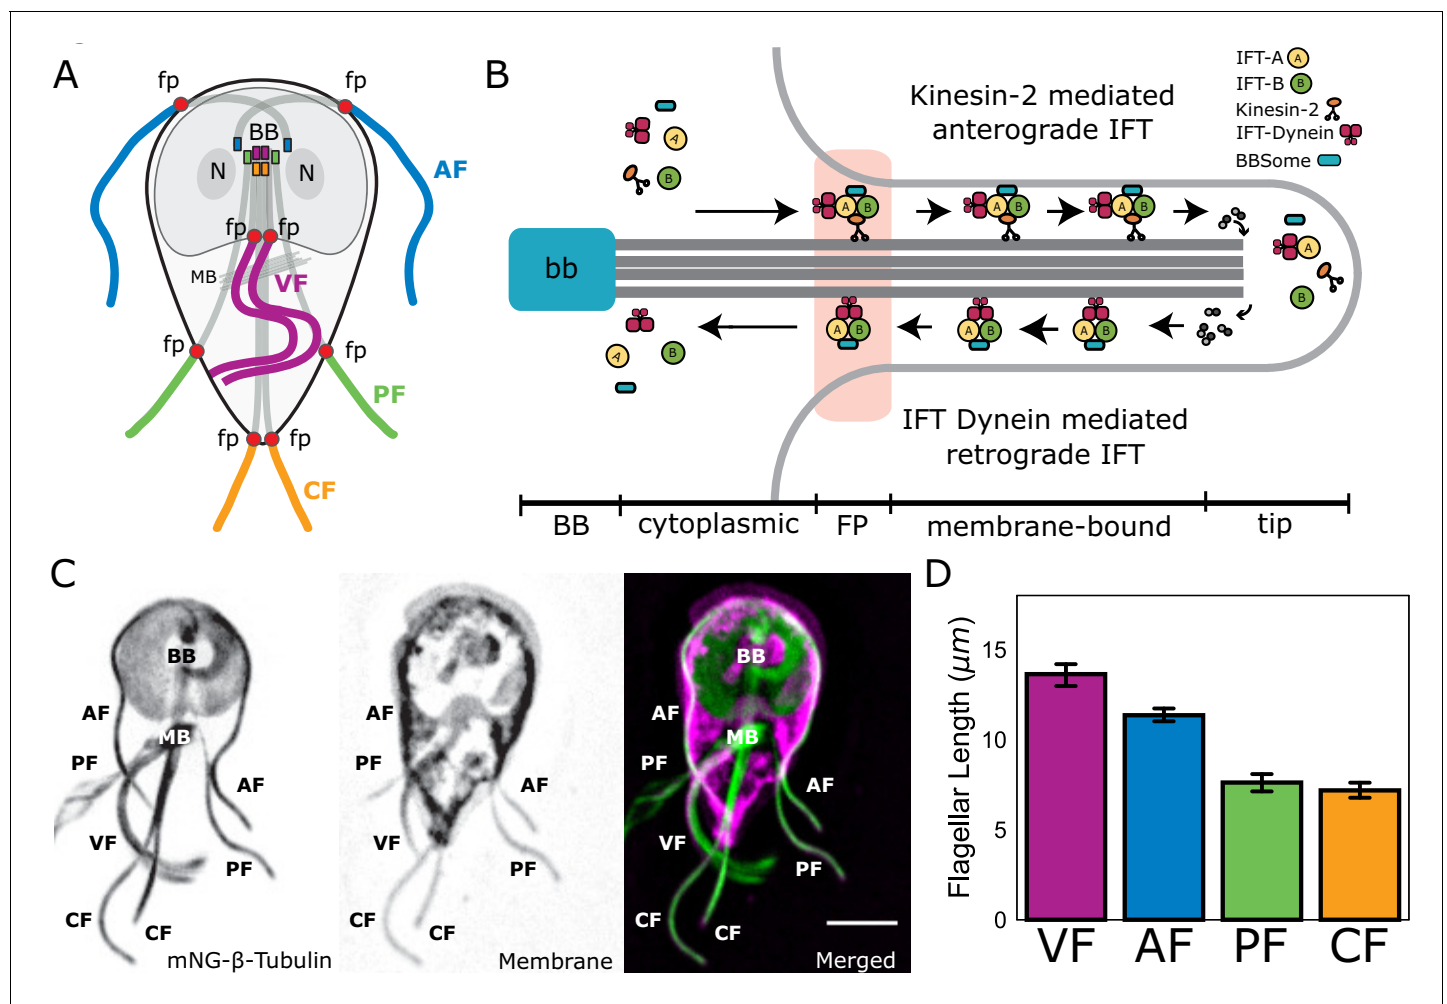 A
fp
fp
BB
N
N
AF
fp
fp
MB
VF
fp
fp
PF
fp
fp
CF
B
Kinesin-2 mediated
anterograde IFT
IFT-A A
IFT-B B
Kinesin-2
IFT-Dynein
BBSome
A
B
A B
A B
A B
A
B
bb
A B
A B
A B
A
B
IFT Dynein mediated
retrograde IFT
BB
cytoplasmic
FP
membrane-bound
tip
C
BB
AF
MB
PF
AF
VF
PF
CF
CF
mNG-β-Tubulin
AF
PF
AF
VF
PF
CF
CF
Membrane
BB
AF
MB
PF
AF
VF
PF
CF
CF
Merged
D
Flagellar Length (μm)
15
10
5
0
VF
AF
PF
CF